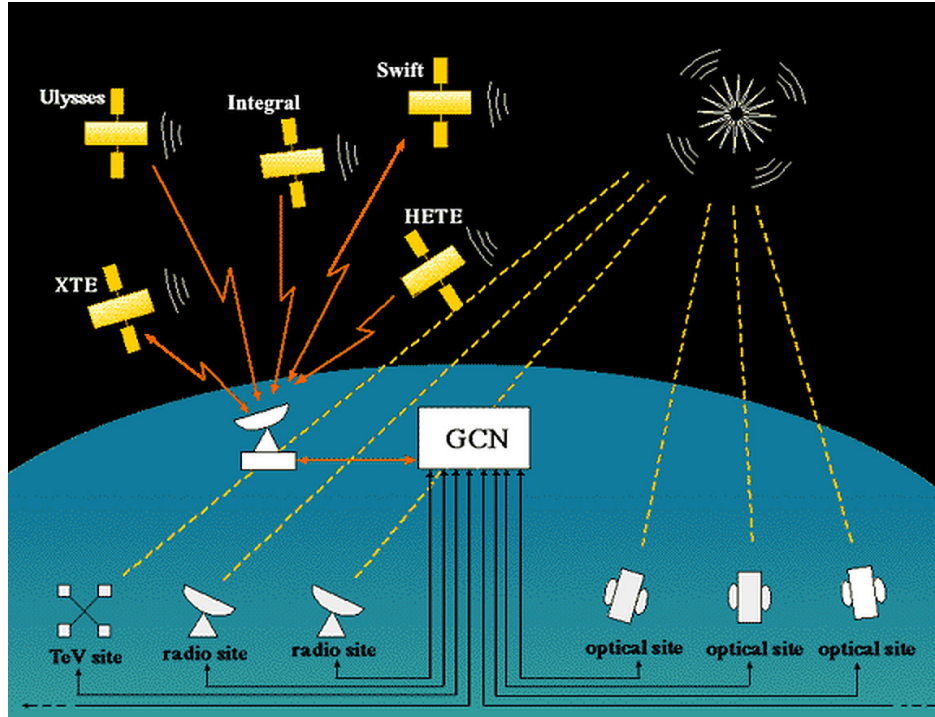 Swift
Ulysses
Integral
HETE
XTE
GCN
TeV site
radio site
radio site
optical site
optical site
optical site